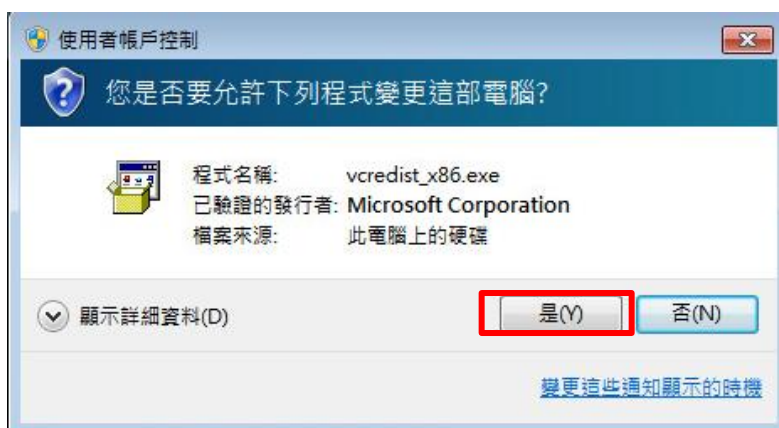 使用者帳戶控制
您是否要允許下列程式變更這部電腦?
程式名稱: vcredist_x86.exe
已驗證的發行者: Microsoft Corporation
檔案來源: 此電腦上的硬碟
顯示詳細資料(D)
是(Y)
否(N)
變更這些通知顯示的時機